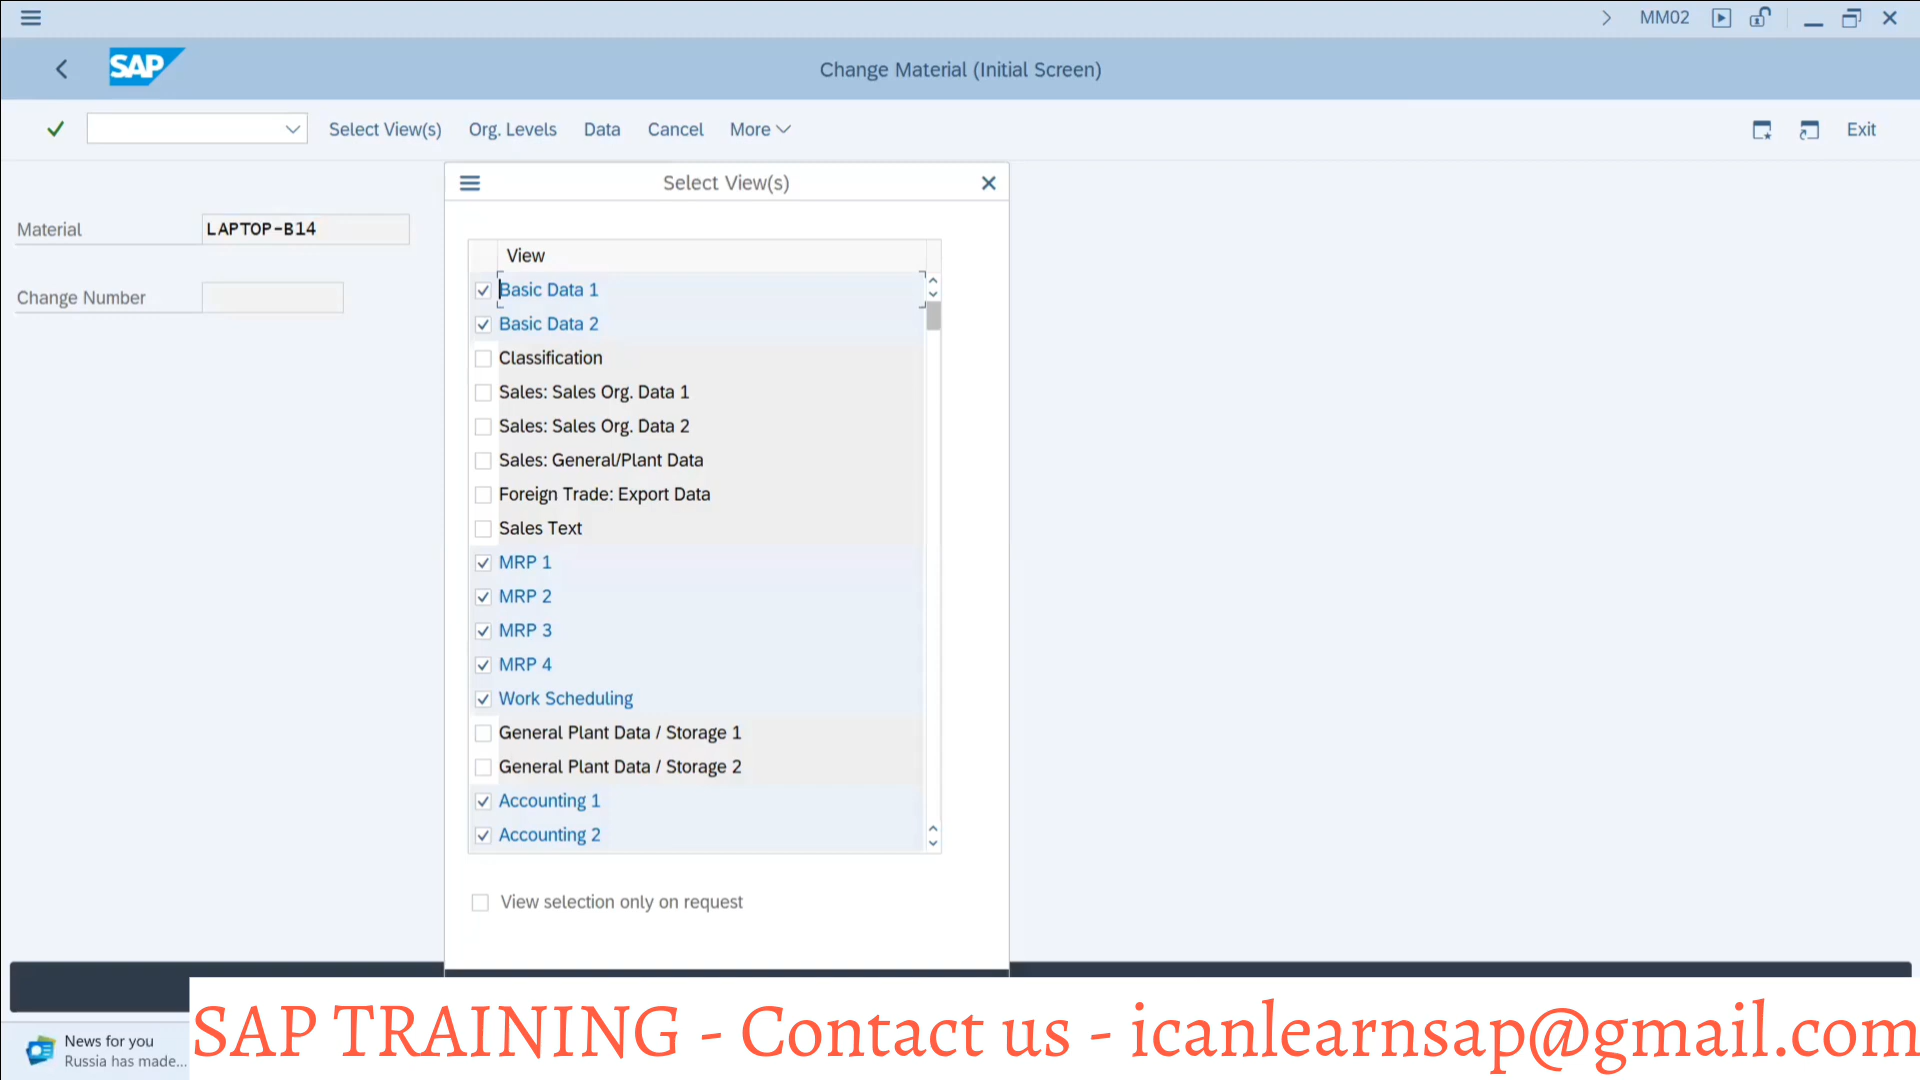 MM02
SAP
Change Material (Initial Screen)
Select View(s)
Org. Levels
Data
Cancel
More
Exit
Select View(s)
Material
LAPTOP-B14
Change Number
View
Basic Data 1
Basic Data 2
Classification
Sales: Sales Org. Data 1
Sales: Sales Org. Data 2
Sales: General/Plant Data
Foreign Trade: Export Data
Sales Text
MRP 1
MRP 2
MRP 3
MRP 4
Work Scheduling
General Plant Data / Storage 1
General Plant Data / Storage 2
Accounting 1
Accounting 2
View selection only on request
News for you
Russia has made...
SAP TRAINING - Contact us - icanlearnsap@gmail.com